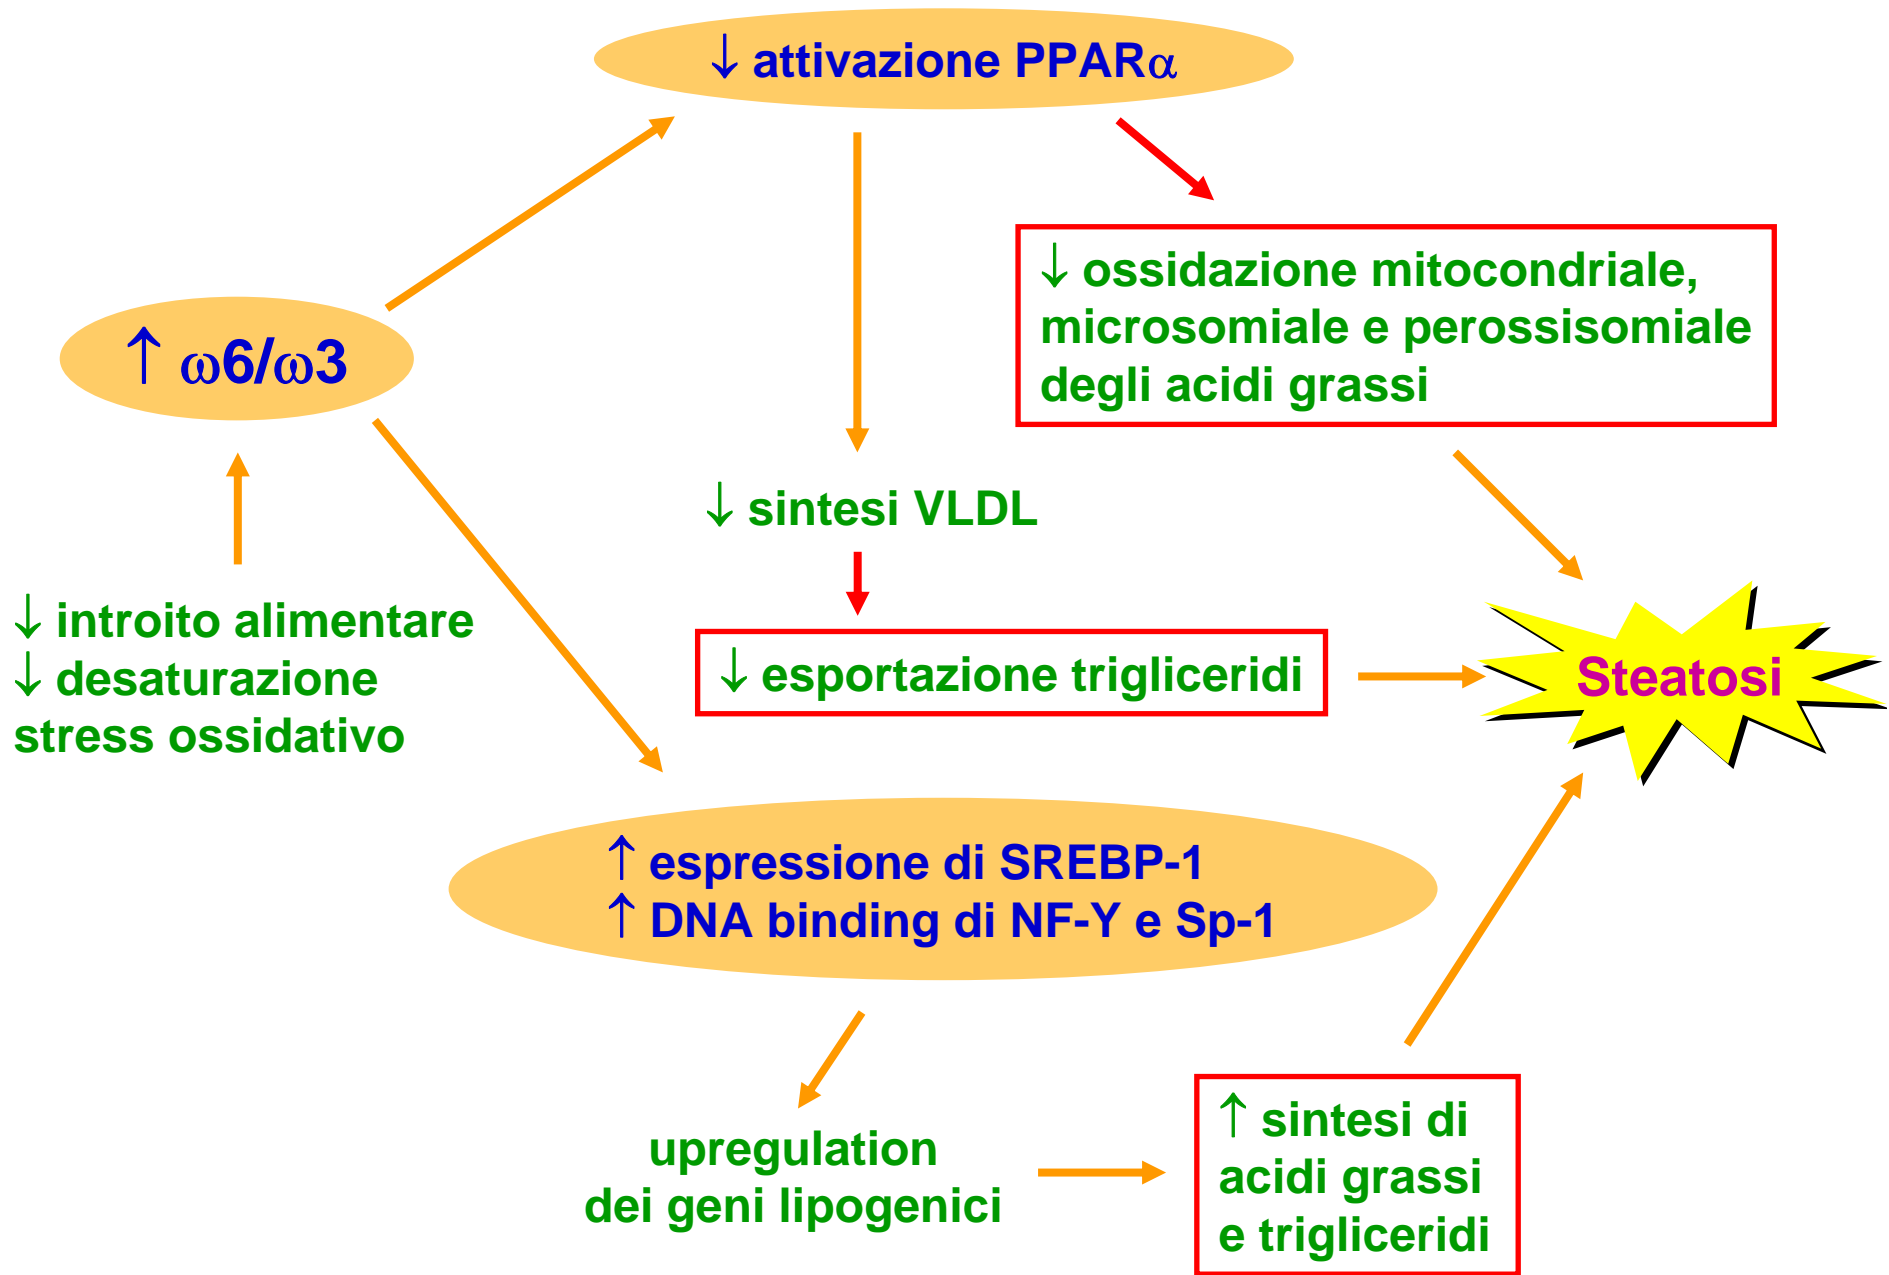 ↓ attivazione PPARα
↓ ossidazione mitocondriale,
microsomiale e perossisomiale
degli acidi grassi
↑ ω6/ω3
↓ sintesi VLDL
↓ introito alimentare
↓ desaturazione
stress ossidativo
↓ esportazione trigliceridi
Steatosi
↑ espressione di SREBP-1
↑ DNA binding di NF-Y e Sp-1
upregulation
dei geni lipogenici
↑ sintesi di
acidi grassi
e trigliceridi